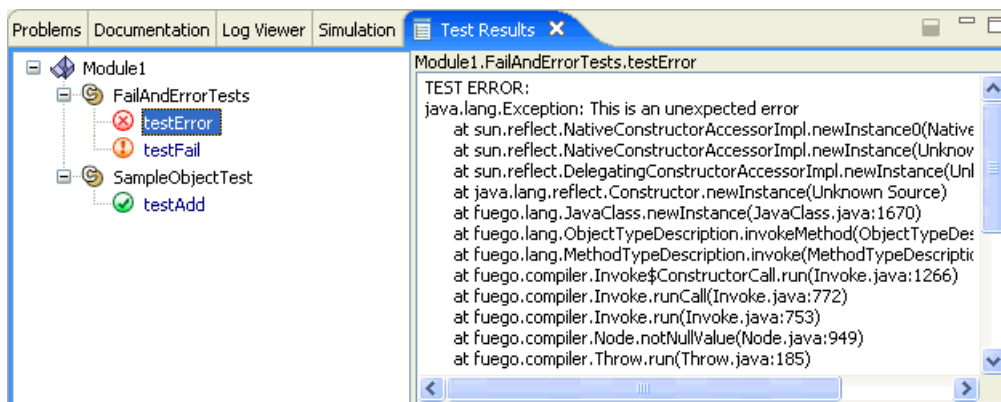 Problems Documentation Log Viewer Simulation Test Results
Module1
FailAndErrorTests
testError
testFail
SampleObjectTest
testAdd
Module1.FailAndErrorTests.testError
TEST ERROR:
java.lang.Exception: This is an unexpected error
at sun.reflect.NativeConstructorAccessorImpl.newInstance0(Native
at sun.reflect.NativeConstructorAccessorImpl.newInstance(Unknow
at sun.reflect.DelegatingConstructorAccessorImpl.newInstance(Unl
at java.lang.reflect.Constructor.newInstance(Unknown Source)
at fuego.lang.JavaClass.newInstance(JavaClass.java:1670)
at fuego.lang.ObjectTypeDescription.invokeMethod(ObjectTypeDes
at fuego.lang.MethodTypeDescription.invoke(MethodTypeDescriptic
at fuego.compiler.Invoke$ConstructorCall.run(Invoke.java:1266)
at fuego.compiler.Invoke.runCall(Invoke.java:772)
at fuego.compiler.Invoke.run(Invoke.java:753)
at fuego.compiler.Node.notNullValue(Node.java:949)
at fuego.compiler.Throw.run(Throw.java:185)